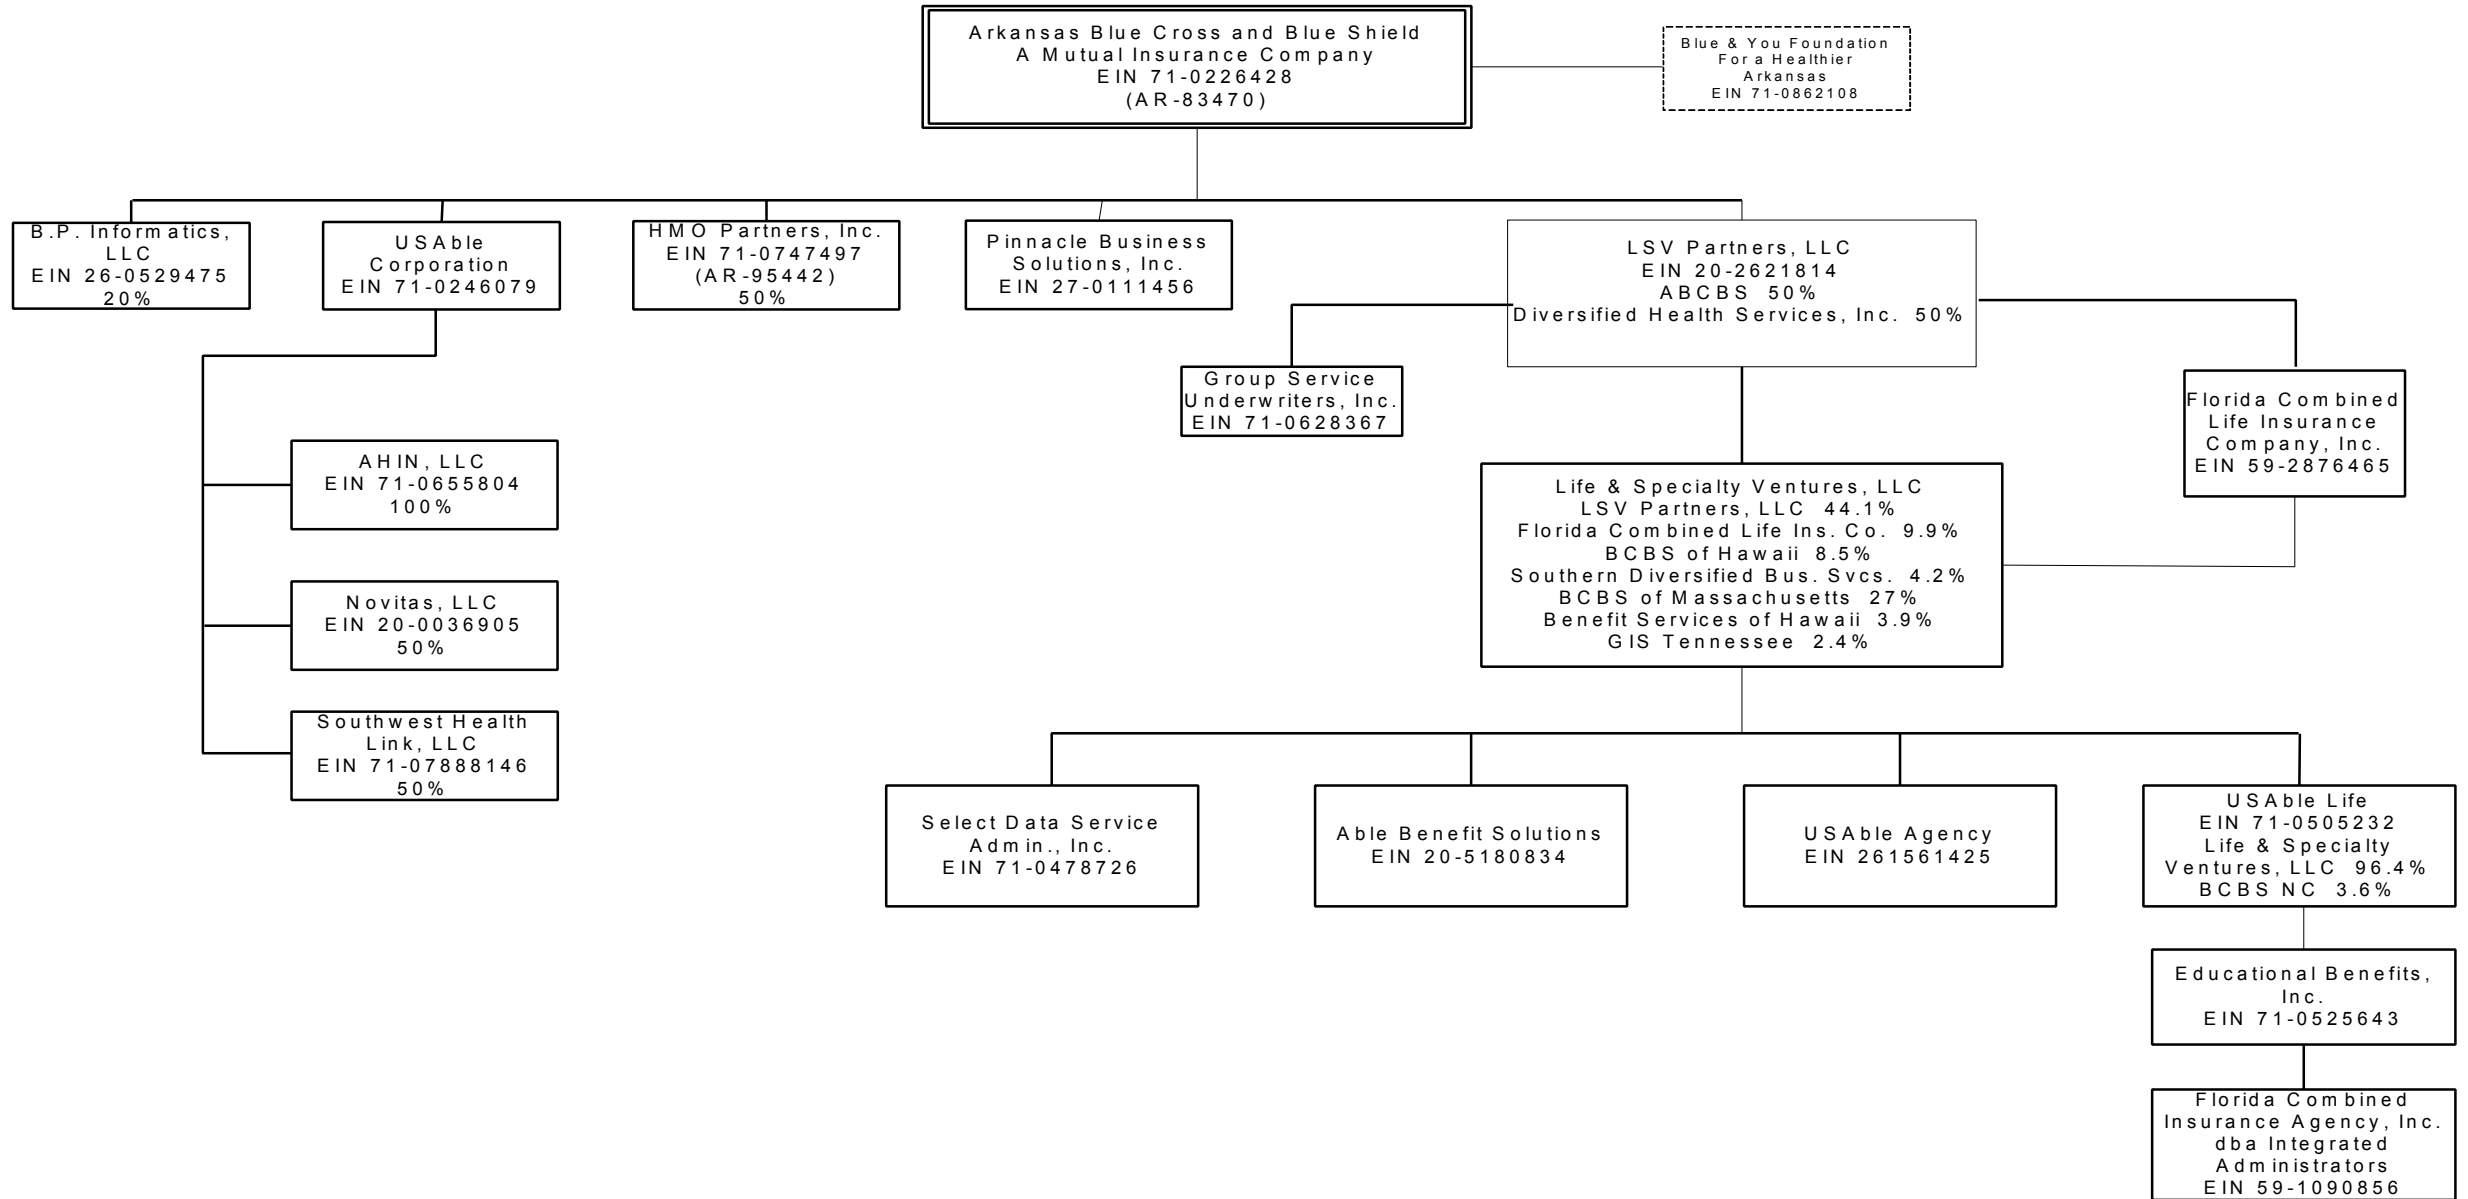 Arkansas Blue Cross and Blue Shield
A Mutual Insurance Company
EIN 71-0226428
(AR-83470)
Blue & You Foundation
For a Healthier
Arkansas
EIN 71-0862108
B.P. Informatics,
LLC
EIN 26-0529475
20%
USAble
Corporation
EIN 71-0246079
HMO Partners, Inc.
EIN 71-0747497
(AR-95442)
50%
Pinnacle Business
Solutions, Inc.
EIN 27-0111456
LSV Partners, LLC
EIN 20-2621814
ABCBS 50%
Diversified Health Services, Inc. 50%
Group Service
Underwriters, Inc.
EIN 71-0628367
Florida Combined
Life Insurance
Company, Inc.
EIN 59-2876465
AHIN, LLC
EIN 71-0655804
100%
Novitas, LLC
EIN 20-0036905
50%
Southwest Health
Link, LLC
EIN 71-07888146
50%
Life & Specialty Ventures, LLC
LSV Partners, LLC 44.1%
Florida Combined Life Ins. Co. 9.9%
BCBS of Hawaii 8.5%
Southern Diversified Bus. Svcs. 4.2%
BCBS of Massachusetts 27%
Benefit Services of Hawaii 3.9%
GIS Tennessee 2.4%
Select Data Service
Admin., Inc.
EIN 71-0478726
Able Benefit Solutions
EIN 20-5180834
USAble Agency
EIN 261561425
USAble Life
EIN 71-0505232
Life & Specialty
Ventures, LLC 96.4%
BCBS NC 3.6%
Educational Benefits,
Inc.
EIN 71-0525643
Florida Combined
Insurance Agency, Inc.
dba Integrated
Administrators
EIN 59-1090856